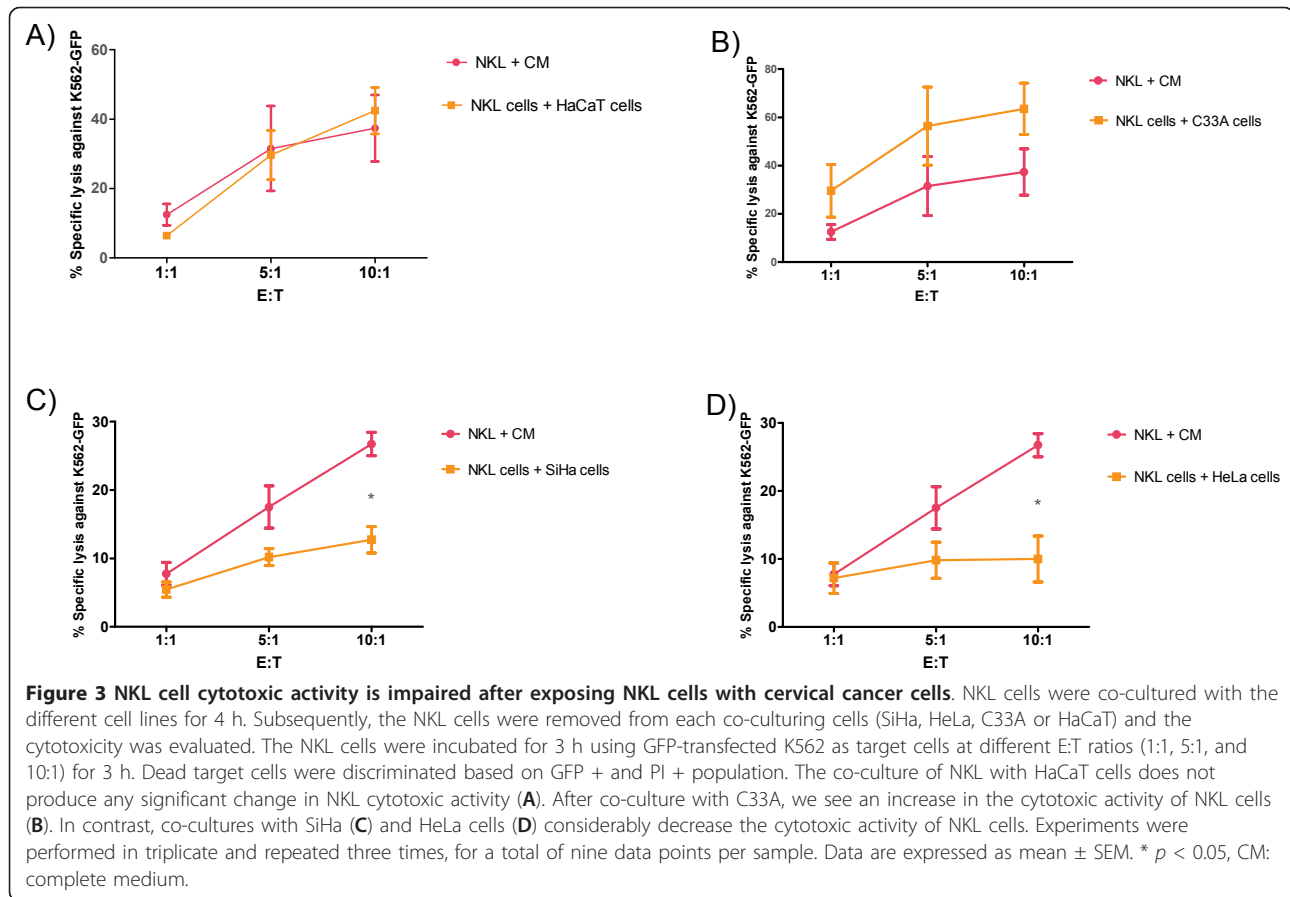 A)
% Specific lysis against K562-GFP
60
40
20
0
1:1
5:1
10:1
E:T
NKL + CM
NKL cells + HaCaT cells
B)
% Specific lysis against K562-GFP
80
60
40
20
0
1:1
5:1
10:1
E:T
NKL + CM
NKL cells + C33A cells
C)
% Specific lysis against K562-GFP
30
20
10
0
1:1
5:1
10:1
E:T
*
NKL + CM
NKL cells + SiHa cells
D)
% Specific lysis against K562-GFP
30
20
10
0
1:1
5:1
10:1
E:T
*
NKL + CM
NKL cells + HeLa cells
Figure 3 NKL cell cytotoxic activity is impaired after exposing NKL cells with cervical cancer cells. NKL cells were co-cultured with the
different cell lines for 4 h. Subsequently, the NKL cells were removed from each co-culturing cells (SiHa, HeLa, C33A or HaCaT) and the
cytotoxicity was evaluated. The NKL cells were incubated for 3 h using GFP-transfected K562 as target cells at different E:T ratios (1:1, 5:1, and
10:1) for 3 h. Dead target cells were discriminated based on GFP + and PI + population. The co-culture of NKL with HaCaT cells does not
produce any significant change in NKL cytotoxic activity (A). After co-culture with C33A, we see an increase in the cytotoxic activity of NKL cells
(B). In contrast, co-cultures with SiHa (C) and HeLa cells (D) considerably decrease the cytotoxic activity of NKL cells. Experiments were
performed in triplicate and repeated three times, for a total of nine data points per sample. Data are expressed as mean ± SEM. * p < 0.05, CM:
complete medium.